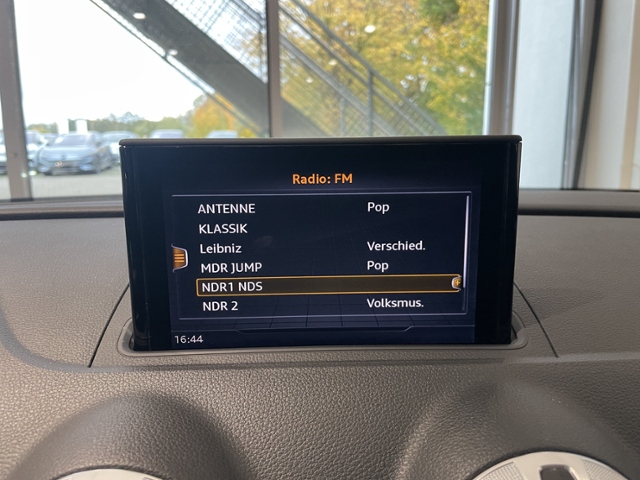 Radio: FM
ANTENNE Pop
KLASSIK
Leibniz Verschied.
MDR JUMP Pop
NDR1 NDS
NDR 2 Volksmus.
16:44